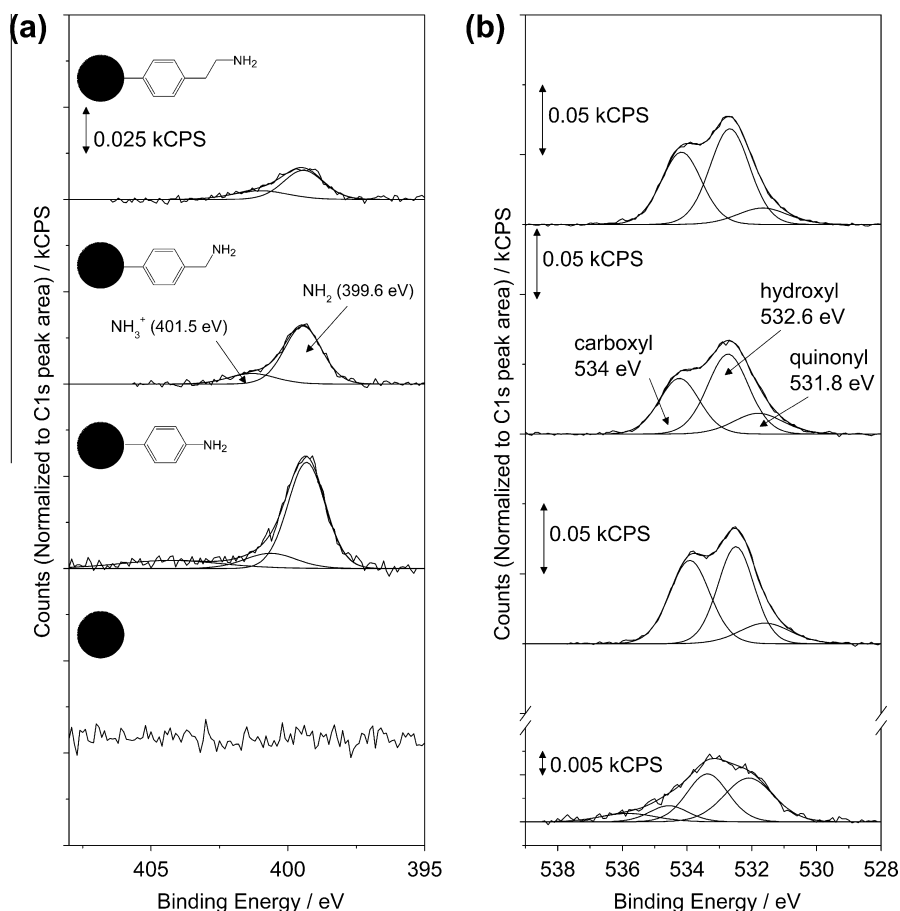 (a)
NH2
0.025 kCPS
NH2
NH2 (399.6 eV)
NH3+ (401.5 eV)
NH2
Counts (Normalized to C1s peak area) / kCPS
405
400
395
Binding Energy / eV
(b)
0.05 kCPS
0.05 kCPS
hydroxyl
532.6 eV
carboxyl
534 eV
quinonyl
531.8 eV
0.05 kCPS
0.005 kCPS
Counts (Normalized to C1s peak area) / kCPS
538
536
534
532
530
528
Binding Energy / eV